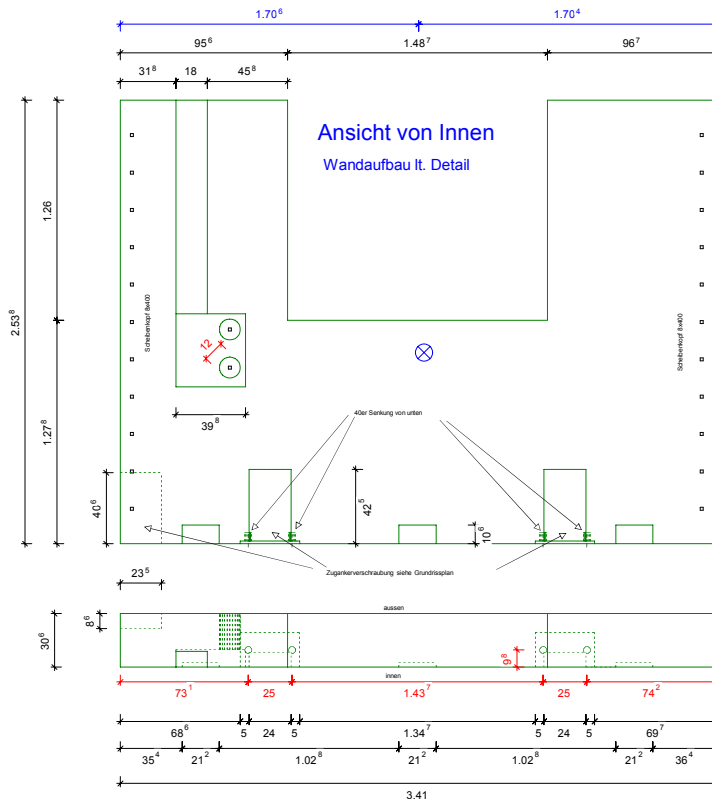 1.70⁶ 1.70⁴
95⁶ 1.48⁷ 96⁷
31⁸ 18 45⁸
Ansicht von Innen
Wandaufbau lt. Detail
2.53⁸
1.26
1.27⁸
Scheibenkopf 8x400
Scheibenkopf 8x400
12
39⁸
40er Senkung von unten
40⁶
42⁵
10⁶
Zugankerverschraubung siehe Grundrissplan
23⁵
aussen
30⁶
8⁶
9⁸
innen
73¹ 25 1.43⁷ 25 74²
68⁶ 5 24 5 1.34⁷ 5 24 5 69⁷
35⁴ 21² 1.02⁸ 21² 1.02⁸ 21² 36⁴
3.41